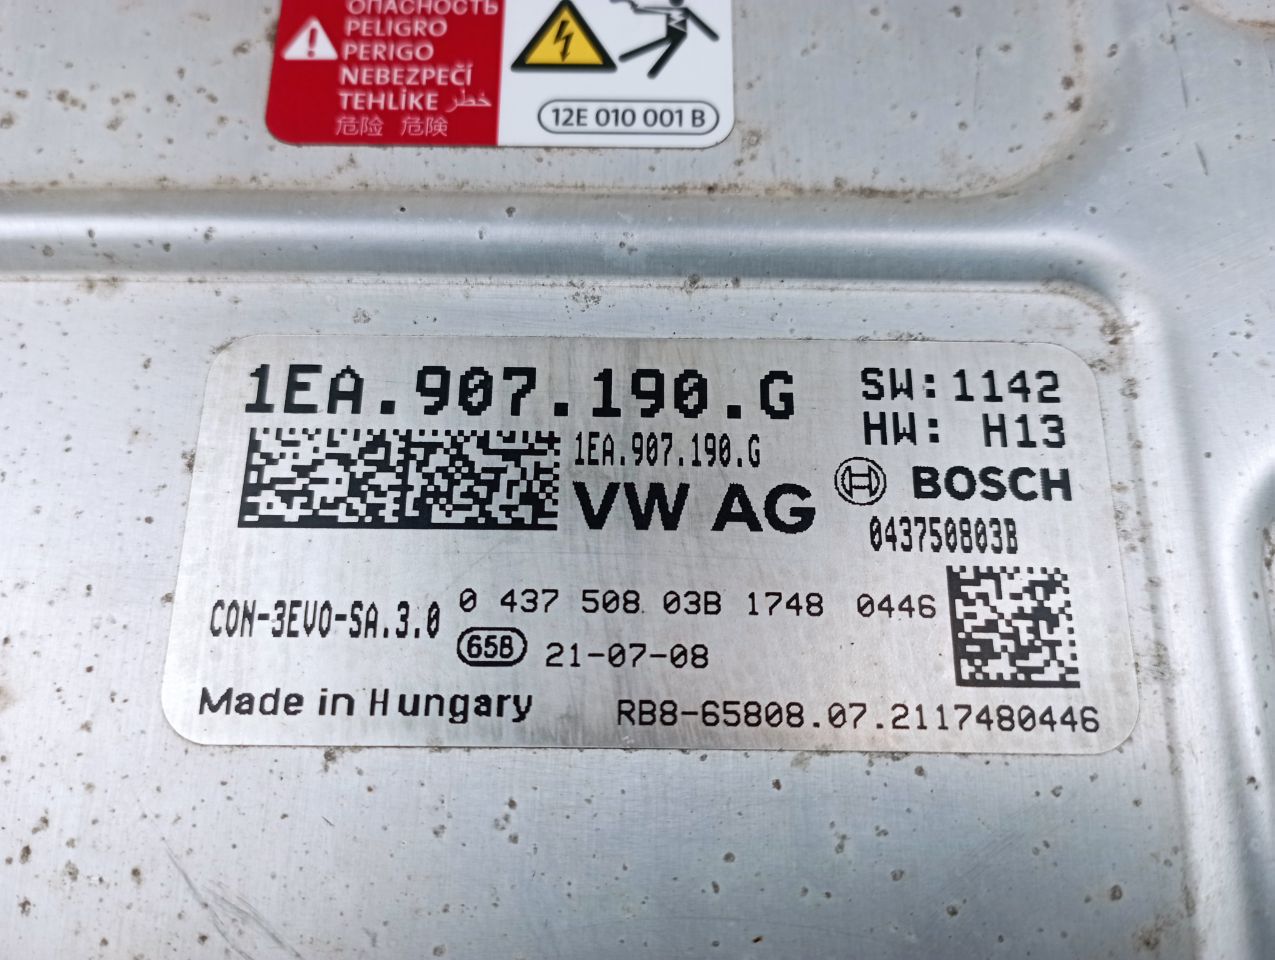 ОПАСНОСТЬ
PELIGRO
PERIGO
NEBEZPEČÍ
TEHLİKE خطر
危险 危険
12E 010 001 B
1EA.907.190.G
SW:1142
HW: H13
1EA.907.190.G
VW AG
BOSCH
043750803B
CON-3EVO-SA.3.0
0 437 508 03B 1748 0446
65B
21-07-08
Made in Hungary
RB8-65808.07.2117480446